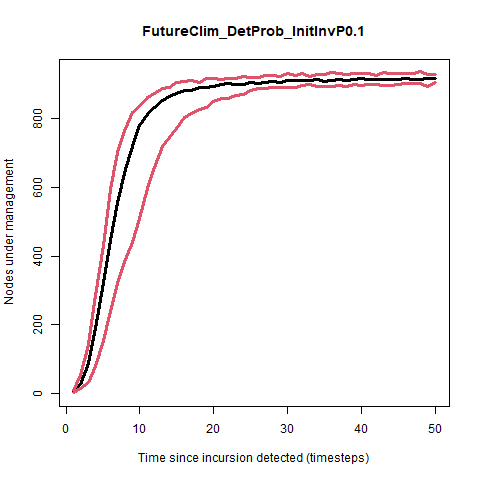 FutureClim_DetProb_InitInvP0.1
Nodes under management
800
600
400
200
0
0 10 20 30 40 50
Time since incursion detected (timesteps)